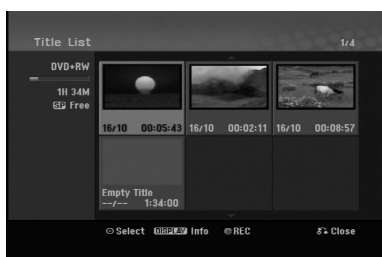 Title List 1/4
DVD+RW
1H 34M
SP Free
16/10 00:05:43 16/10 00:02:11 16/10 00:08:57
Empty Title
--/-- 1:34:00
Select DISPLAY Info REC Close